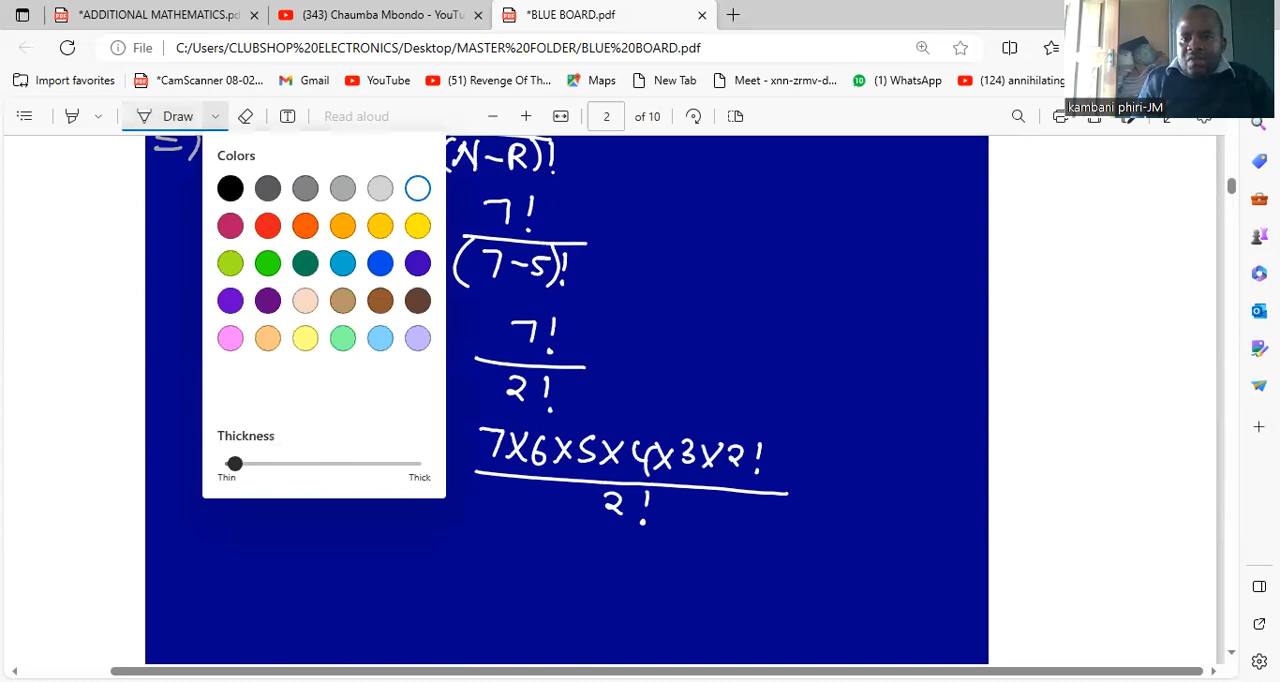 *ADDITIONAL MATHEMATICS.pd
(343) Chaumba Mbondo - YouTu
*BLUE BOARD.pdf
File
C:/Users/CLUBSHOP%20ELECTRONICS/Desktop/MASTER%20FOLDER/BLUE%20BOARD.pdf
Import favorites
*CamScanner 08-02...
Gmail
YouTube
(51) Revenge Of Th...
Maps
New Tab
Meet - xnn-zrmv-d...
10
(1) WhatsApp
(124) annihilating
kambani phiri-JM
Draw
Read aloud
2
of 10
Colors
Thickness
Thin
Thick
(N-R)!
7!
(7-5)!
7!
2!
7X6X5X4X3X2!
2!